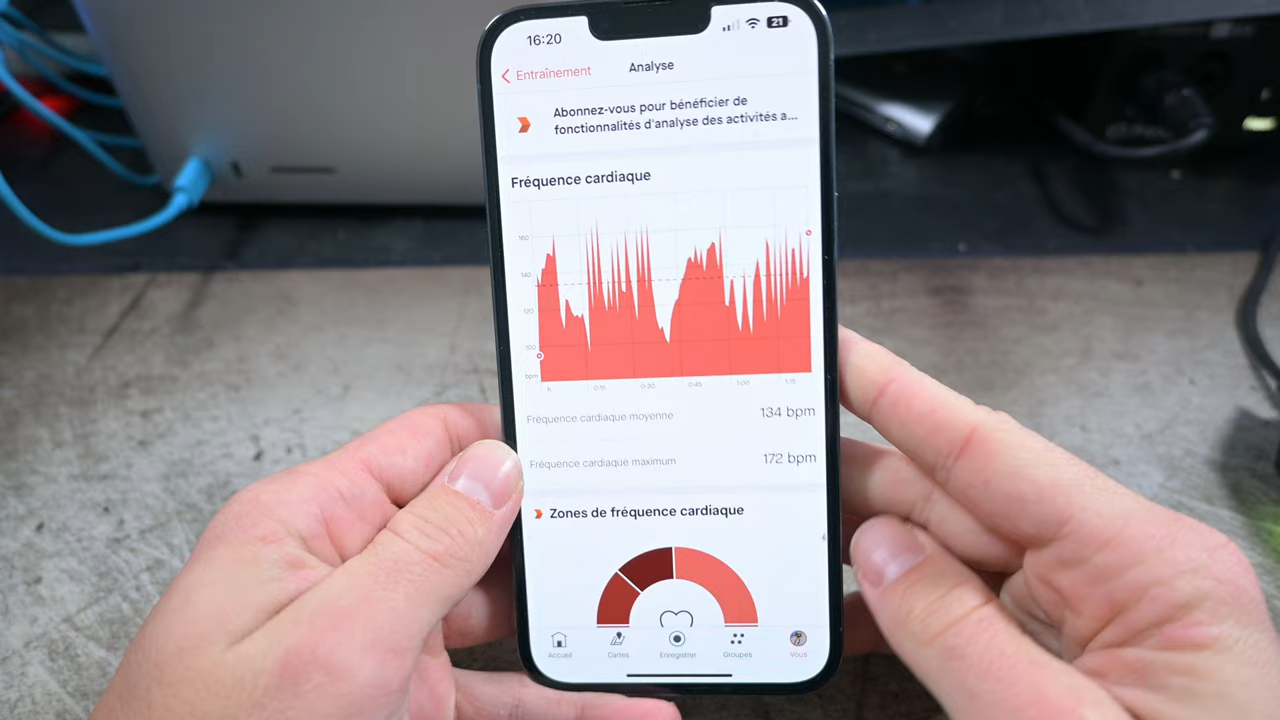 16:20
21
Entraînement
Analyse
Abonnez-vous pour bénéficier de
fonctionnalités d'analyse des activités a...
Fréquence cardiaque
160
140
120
100
bpm
h 0:15 0:30 0:45 1:00 1:15
Fréquence cardiaque moyenne 134 bpm
Fréquence cardiaque maximum 172 bpm
Zones de fréquence cardiaque
Accueil Cartes Enregistrer Groupes Vous